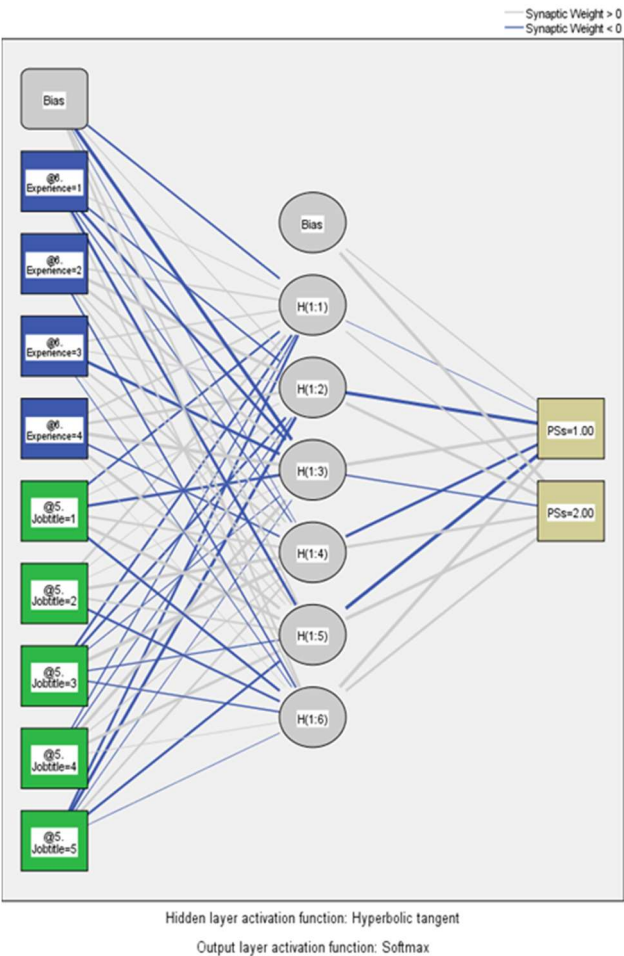 Synaptic Weight > 0
Synaptic Weight < 0
Bias
@6.
Experience=1
@6.
Experience=2
@6.
Experience=3
@6.
Experience=4
@5.
Jobtitle=1
@5.
Jobtitle=2
@5.
Jobtitle=3
@5.
Jobtitle=4
@5.
Jobtitle=5
Bias
H(1:1)
H(1:2)
H(1:3)
H(1:4)
H(1:5)
H(1:6)
PSs=1.00
PSs=2.00
Hidden layer activation function: Hyperbolic tangent
Output layer activation function: Softmax